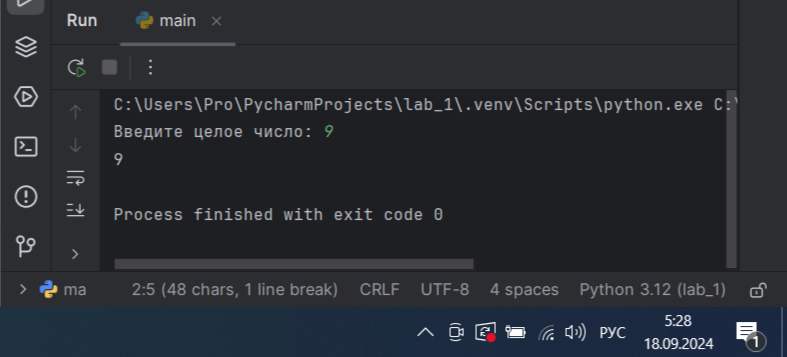 Run main
C:\Users\Pro\PycharmProjects\lab_1\.venv\Scripts\python.exe C:\
Введите целое число: 9
9
Process finished with exit code 0
ma 2:5 (48 chars, 1 line break) CRLF UTF-8 4 spaces Python 3.12 (lab_1)
РУС 5:28
18.09.2024 1